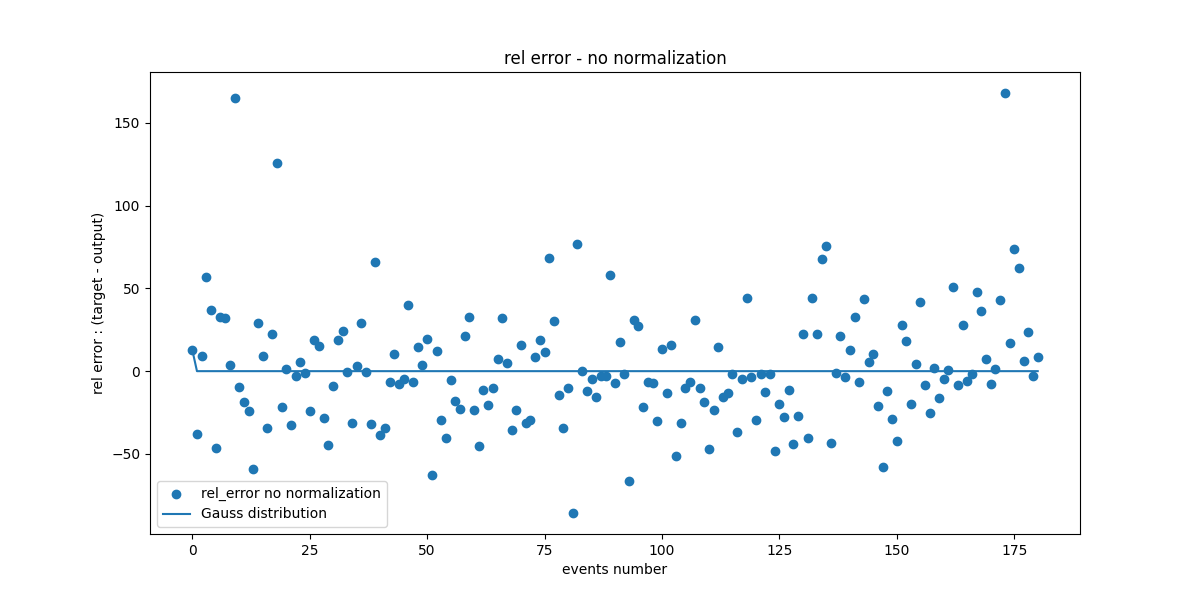 rel error - no normalization
rel error : (target - output)
150
100
50
0
−50
rel_error no normalization
Gauss distribution
0
25
50
75
100
125
150
175
events number